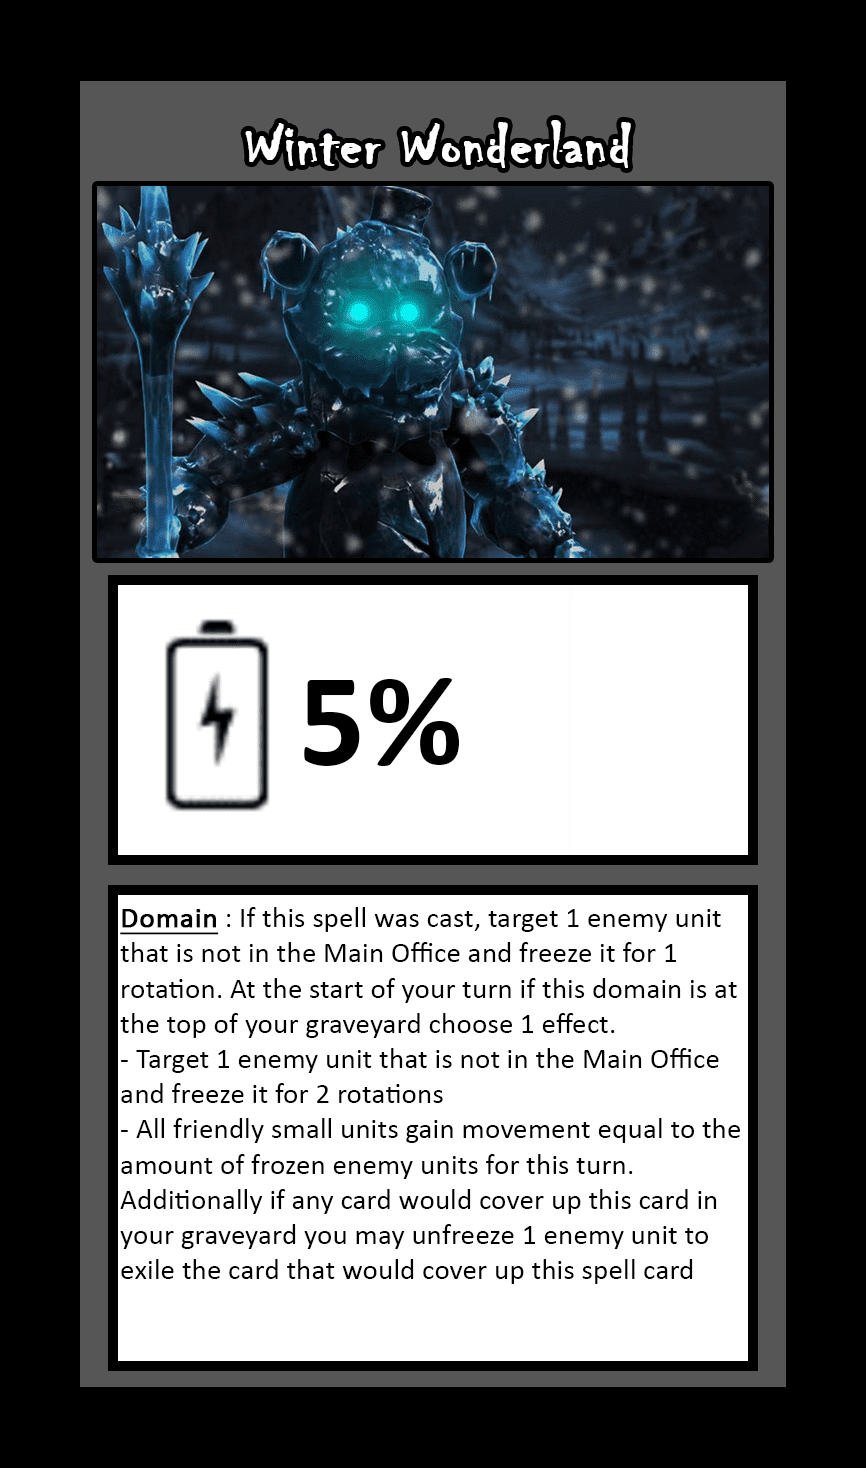 Winter Wonderland
5%
Domain : If this spell was cast, target 1 enemy unit
that is not in the Main Office and freeze it for 1
rotation. At the start of your turn if this domain is at
the top of your graveyard choose 1 effect.
- Target 1 enemy unit that is not in the Main Office
and freeze it for 2 rotations
- All friendly small units gain movement equal to the
amount of frozen enemy units for this turn.
Additionally if any card would cover up this card in
your graveyard you may unfreeze 1 enemy unit to
exile the card that would cover up this spell card